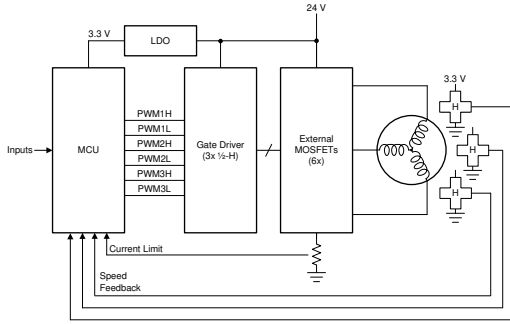 24 V
3.3 V
LDO
3.3 V
H
PWM1H
PWM1L
PWM2H
PWM2L
PWM3H
PWM3L
Inputs
MCU
Gate Driver
(3x ½-H)
External
MOSFETs
(6x)
H
H
Current Limit
Speed
Feedback